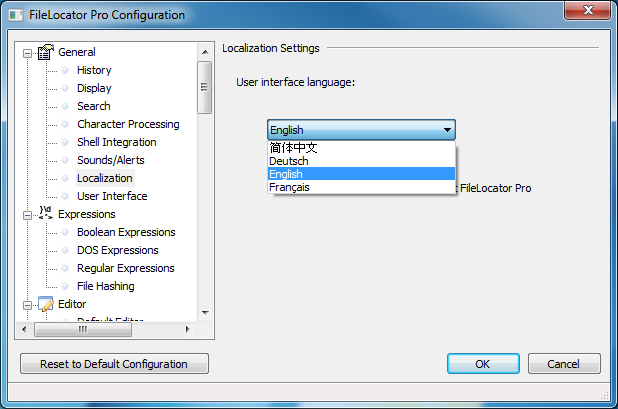 FileLocator Pro Configuration
General
History
Display
Search
Character Processing
Shell Integration
Sounds/Alerts
Localization
User Interface
Expressions
Boolean Expressions
DOS Expressions
Regular Expressions
File Hashing
Editor
Default Editor
Localization Settings
User interface language:
English
简体中文
Deutsch
English
Français
FileLocator Pro
Reset to Default Configuration
OK
Cancel